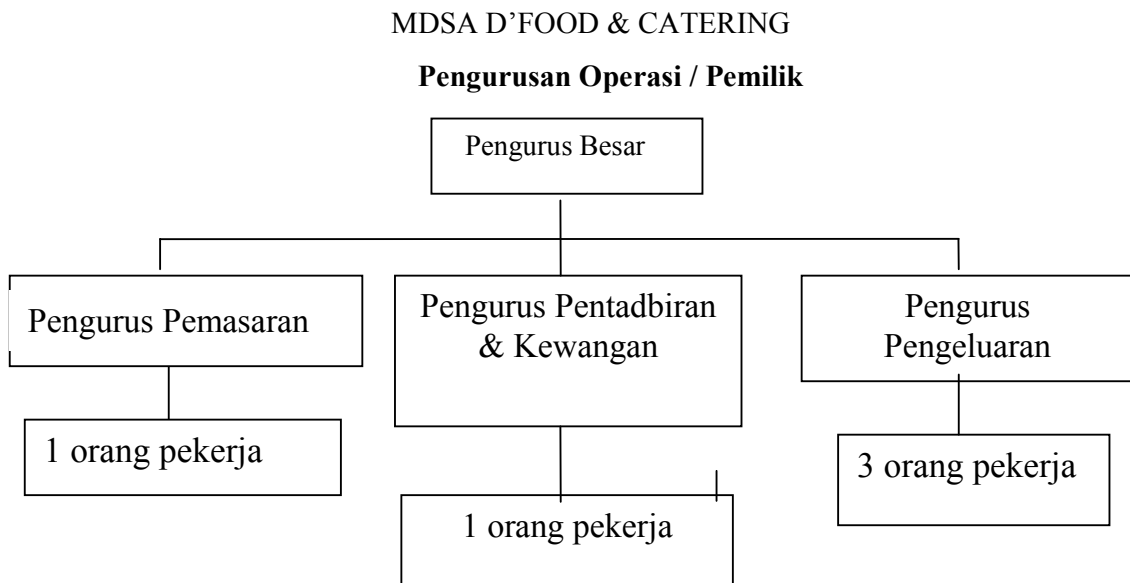 MDSA D’FOOD & CATERING
Pengurusan Operasi / Pemilik
Pengurus Besar
Pengurus Pemasaran
Pengurus Pentadbiran
& Kewangan
Pengurus
Pengeluaran
1 orang pekerja
1 orang pekerja
3 orang pekerja